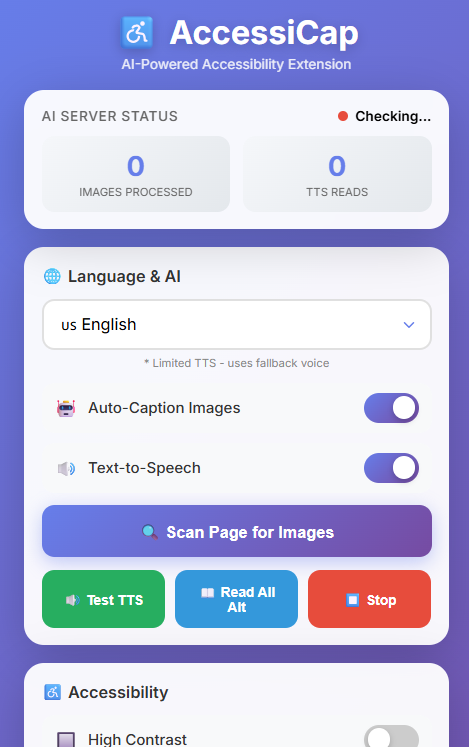 AccessiCap
AI-Powered Accessibility Extension
AI SERVER STATUS
Checking...
0
0
IMAGES PROCESSED
TTS READS
Language & AI
us English
* Limited TTS - uses fallback voice
Auto-Caption Images
Text-to-Speech
Scan Page for Images
Test TTS
Read All
Alt
Stop
Accessibility
High Contrast